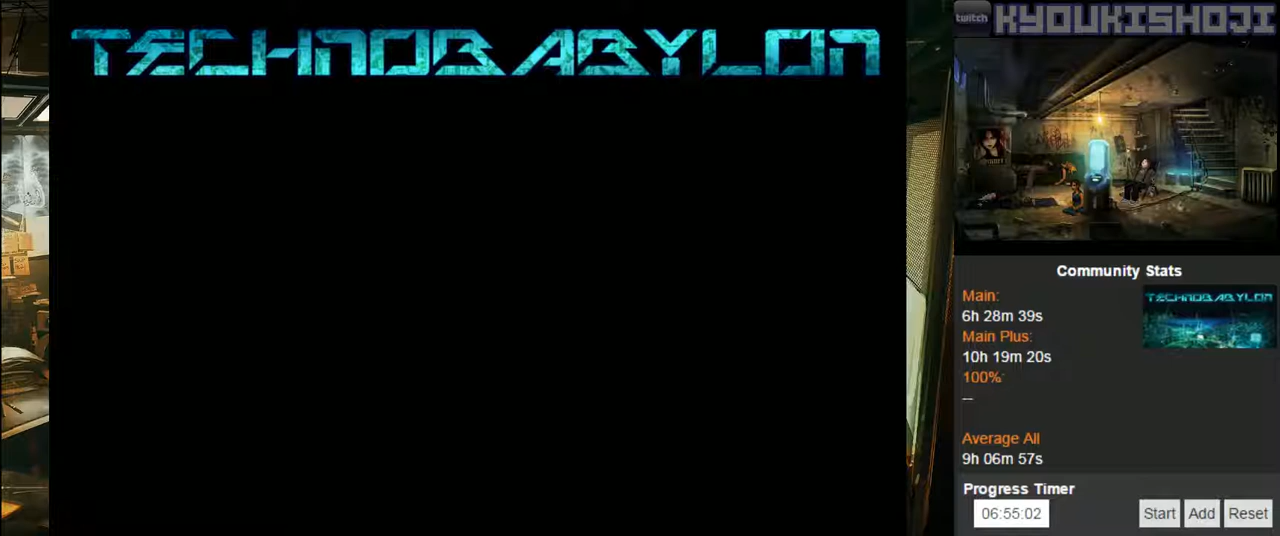 TECHNOBABYLON
twitch KYOUKISHOJI
Community Stats
Main:
6h 28m 39s
TECHNOBABYLON
Main Plus:
10h 19m 20s
100%:
--
Average All
9h 06m 57s
Progress Timer
06:55:02 Start Add Reset